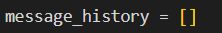 message_history = []